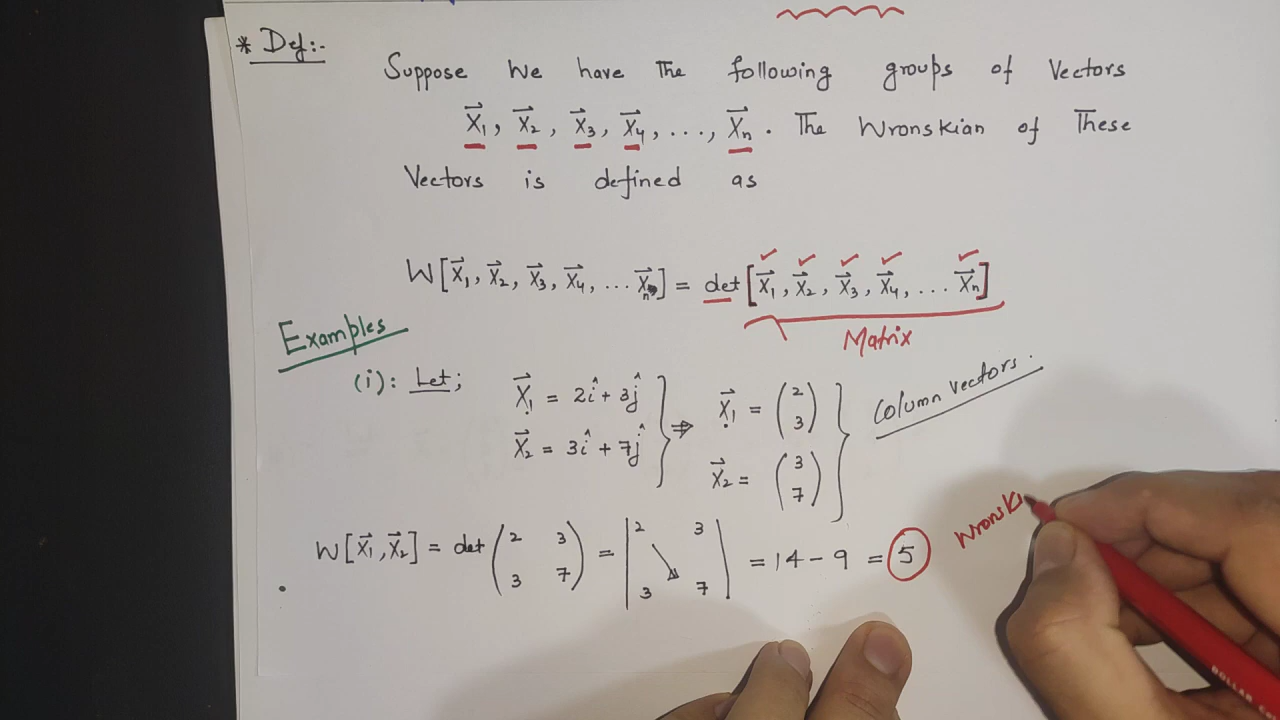 * Def:-
Suppose We have The following groups of Vectors
X⃗1, X⃗2, X⃗3, X⃗4, ..., X⃗n. The Wronskian of These
Vectors is defined as
W[X⃗1, X⃗2, X⃗3, X⃗4, ... X⃗n] = det[X⃗1, X⃗2, X⃗3, X⃗4, ... X⃗n]
Matrix
Examples
(i): Let; X⃗1 = 2î + 3ĵ } ⇒ X⃗1 = (2 3) } Column vectors.
X⃗2 = 3î + 7ĵ X⃗2 = (3 7)
W[X⃗1, X⃗2] = det (2 3 3 7) = |2 3 3 7| = 14 - 9 = 5 Wronski